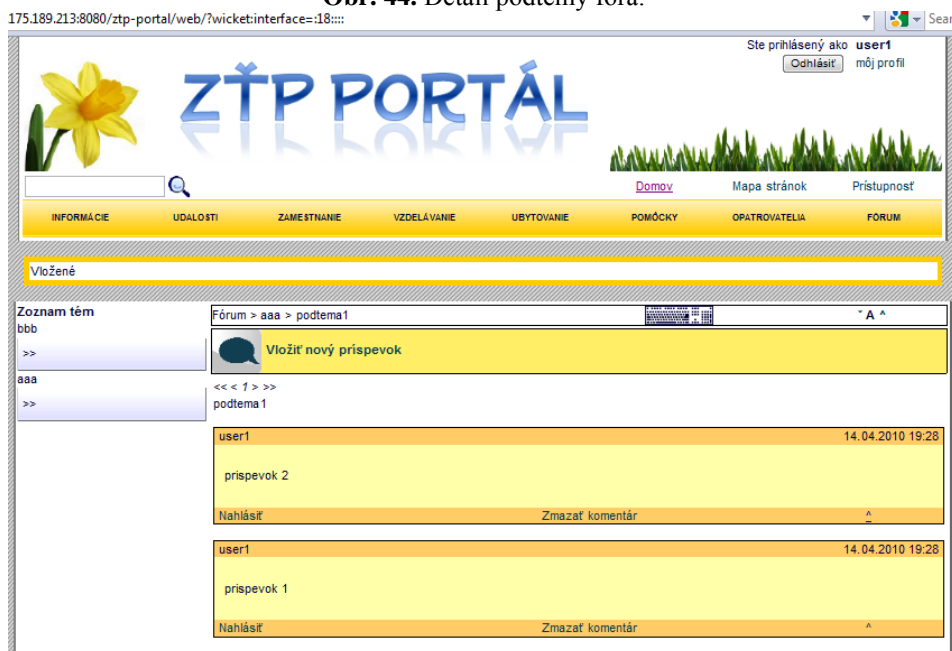 Obr. 44. Detail podtémy fóra.
175.189.213:8080/ztp-portal/web/?wicket:interface=:18::::
Sear
Ste prihlásený ako user1
Odhlásiť môj profil
ZŤP PORTÁL
Domov Mapa stránok Prístupnosť
INFORMÁCIE UDALOSTI ZAMESTNANIE VZDELÁVANIE UBYTOVANIE POMÔCKY OPATROVATELIA FÓRUM
Vložené
Zoznam tém
bbb
>>
aaa
>>
Fórum > aaa > podtema1
ˇ A ^
Vložiť nový príspevok
<< < 1 > >>
podtema1
user1 14.04.2010 19:28
prispevok 2
Nahlásiť Zmazať komentár ^
user1 14.04.2010 19:28
prispevok 1
Nahlásiť Zmazať komentár ^